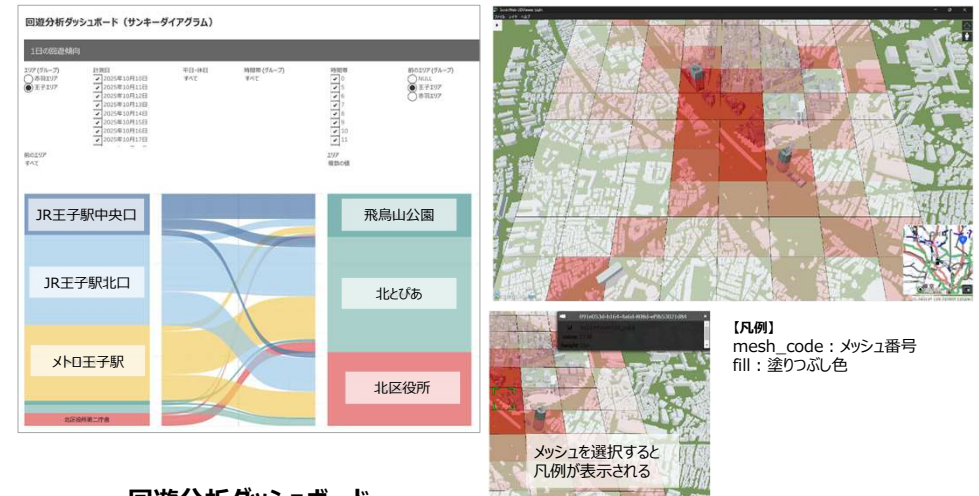 回遊分析ダッシュボード（サンキーダイアグラム）
1日の回遊傾向
エリア(グループ)
赤羽エリア
王子エリア
計測日
2025年10月10日
2025年10月11日
2025年10月12日
2025年10月13日
2025年10月14日
2025年10月15日
2025年10月16日
2025年10月17日
平日・休日
すべて
時間帯(グループ)
すべて
時間帯
0
5
6
7
8
9
10
11
前のエリア(グループ)
NULL
王子エリア
赤羽エリア
前のエリア
すべて
エリア
複数の値
JR王子駅中央口
JR王子駅北口
メトロ王子駅
北区役所第二庁舎
飛鳥山公園
北とぴあ
北区役所
ファイル レイヤ ヘルプ
【凡例】
mesh_code：メッシュ番号
fill：塗りつぶし色
メッシュを選択すると
凡例が表示される